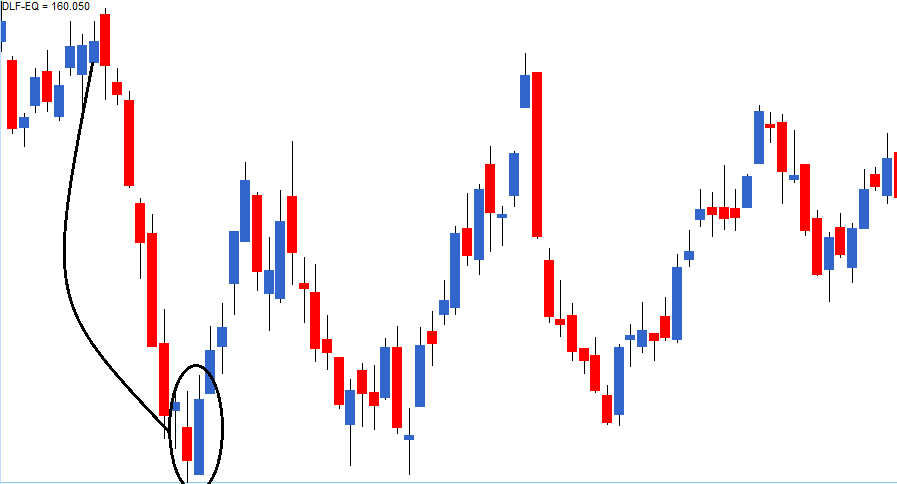 DLF-EQ = 160.050